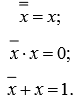 x̿ = x;
x̄ · x = 0;
x̄ + x = 1.